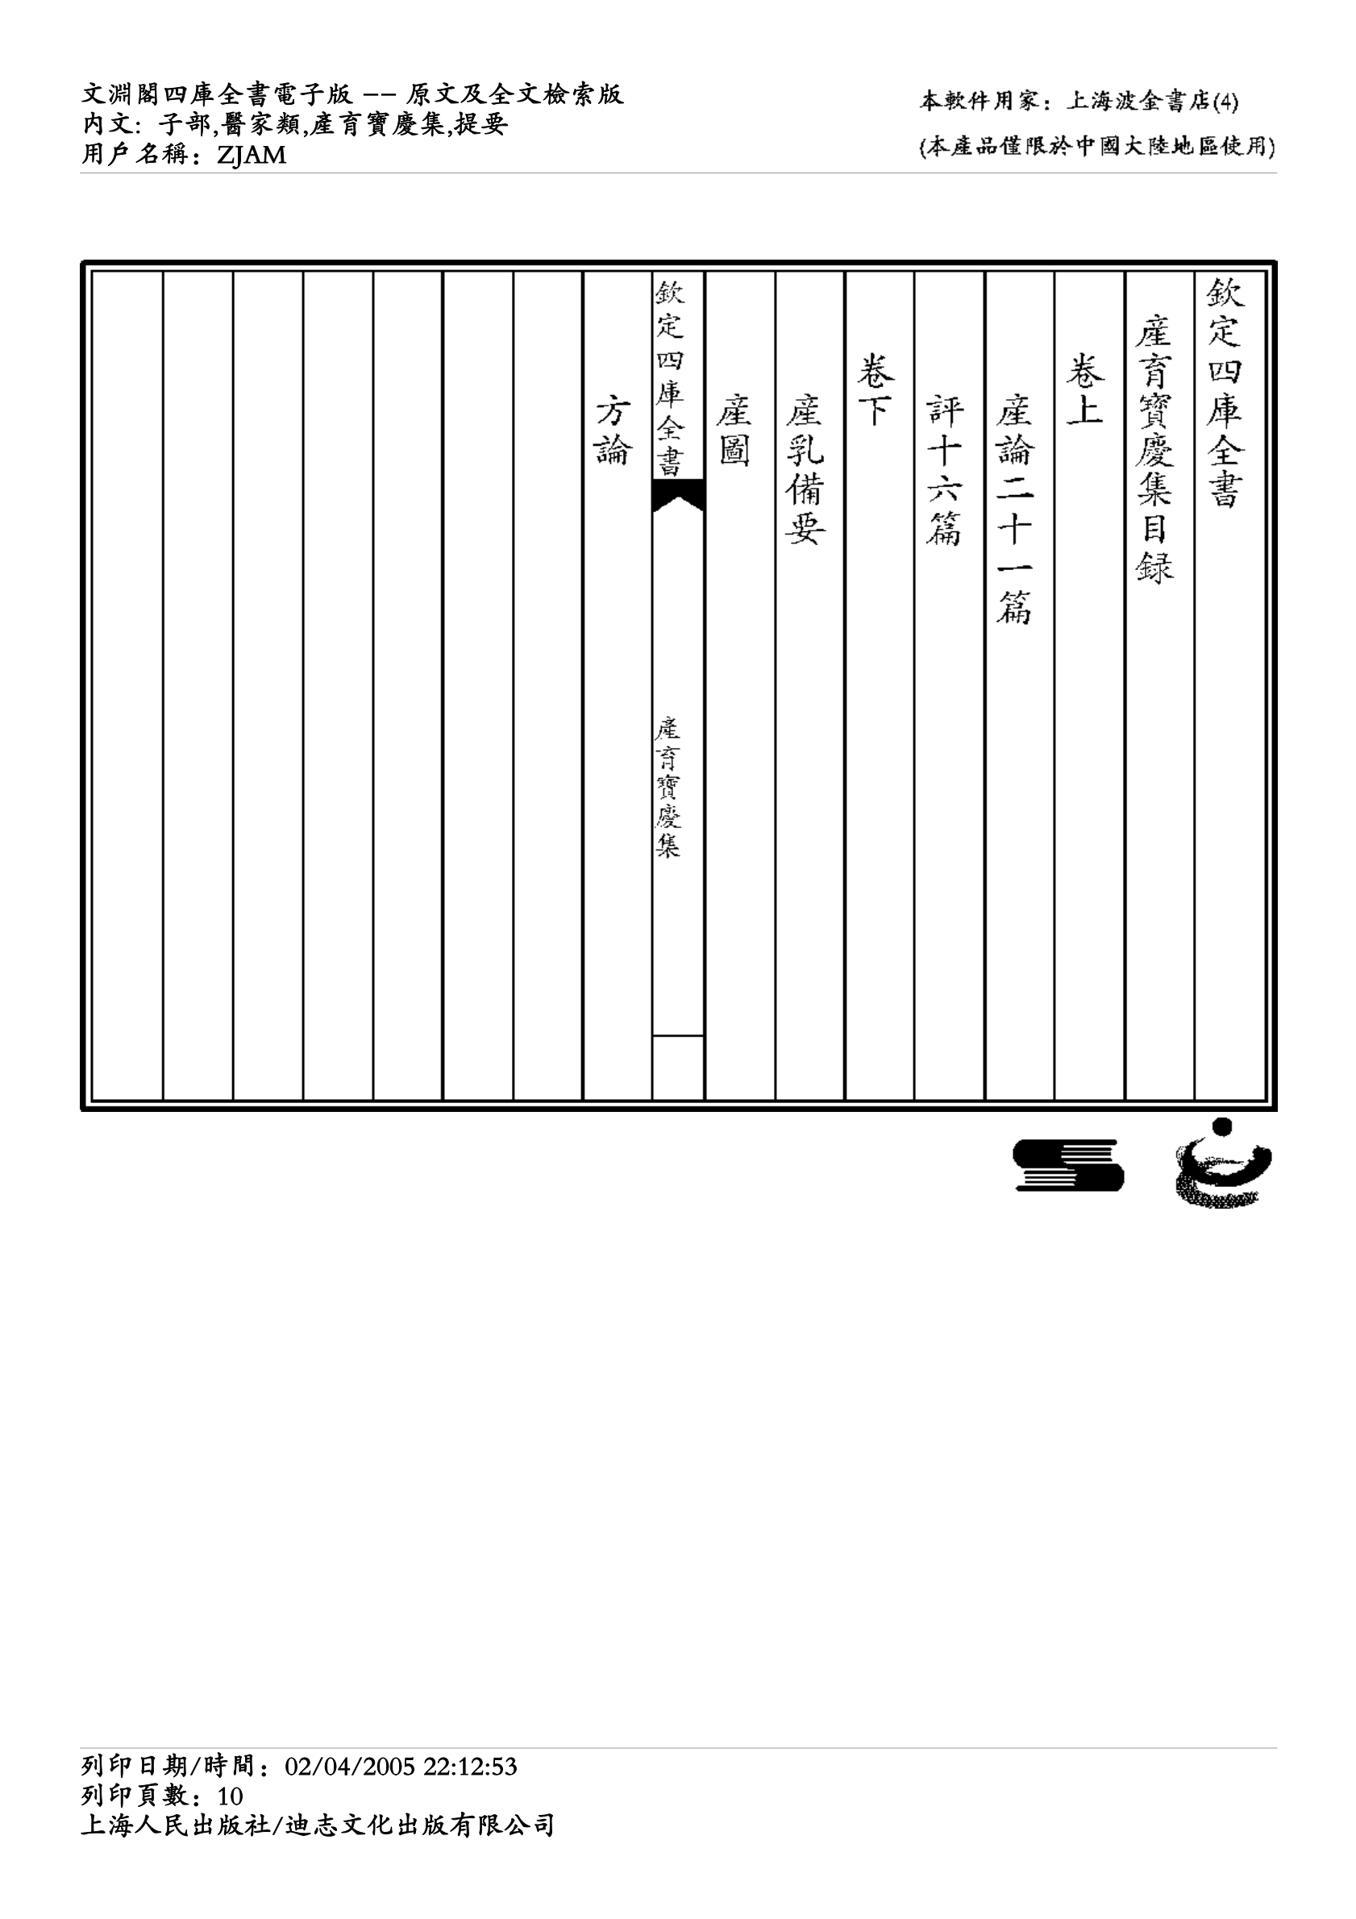 文淵閣四庫全書電子版 -- 原文及全文檢索版
內文: 子部,醫家類,產育寶慶集,提要
用戶名稱: ZJAM
本軟件用家: 上海波金書店(4)
(本產品僅限於中國大陸地區使用)
欽定四庫全書
產育寶慶集目録
卷上
產論二十一篇
評十六篇
卷下
產乳備要
產圖
欽定四庫全書
產育寶慶集
方論
列印日期/時間: 02/04/2005 22:12:53
列印頁數: 10
上海人民出版社/迪志文化出版有限公司